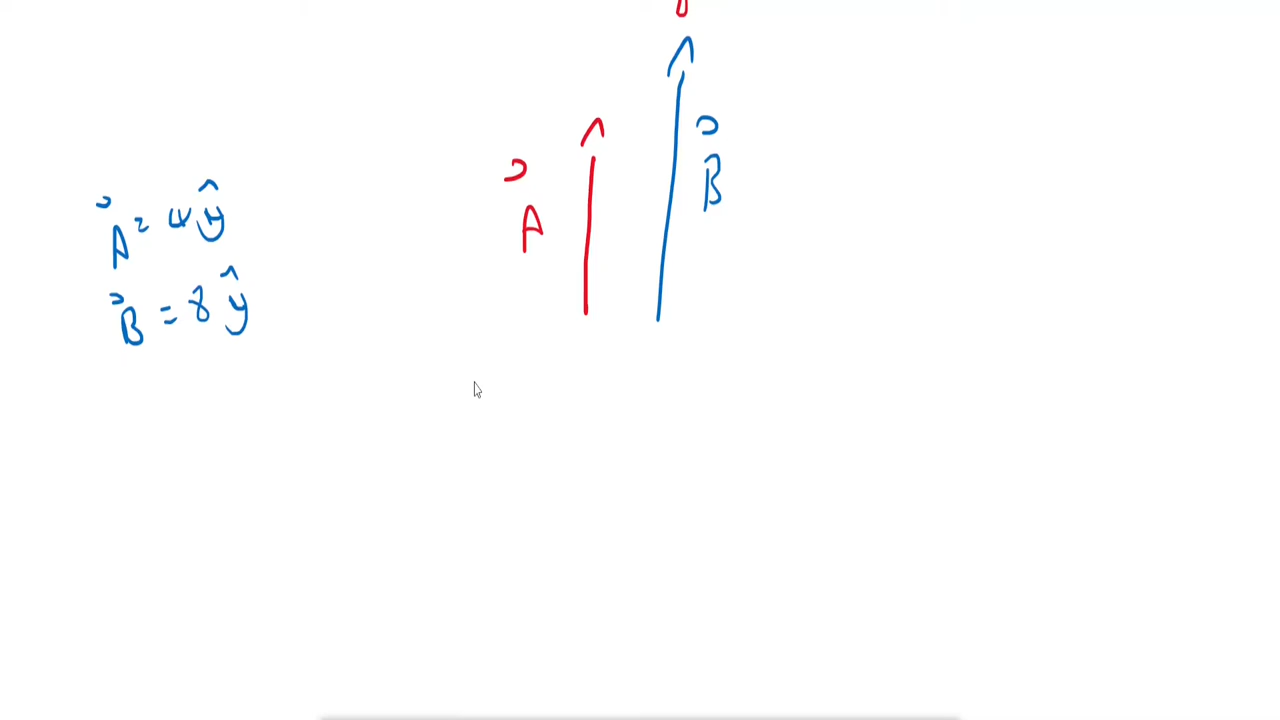 A
B
A = 4ŷ
B = 8ŷ